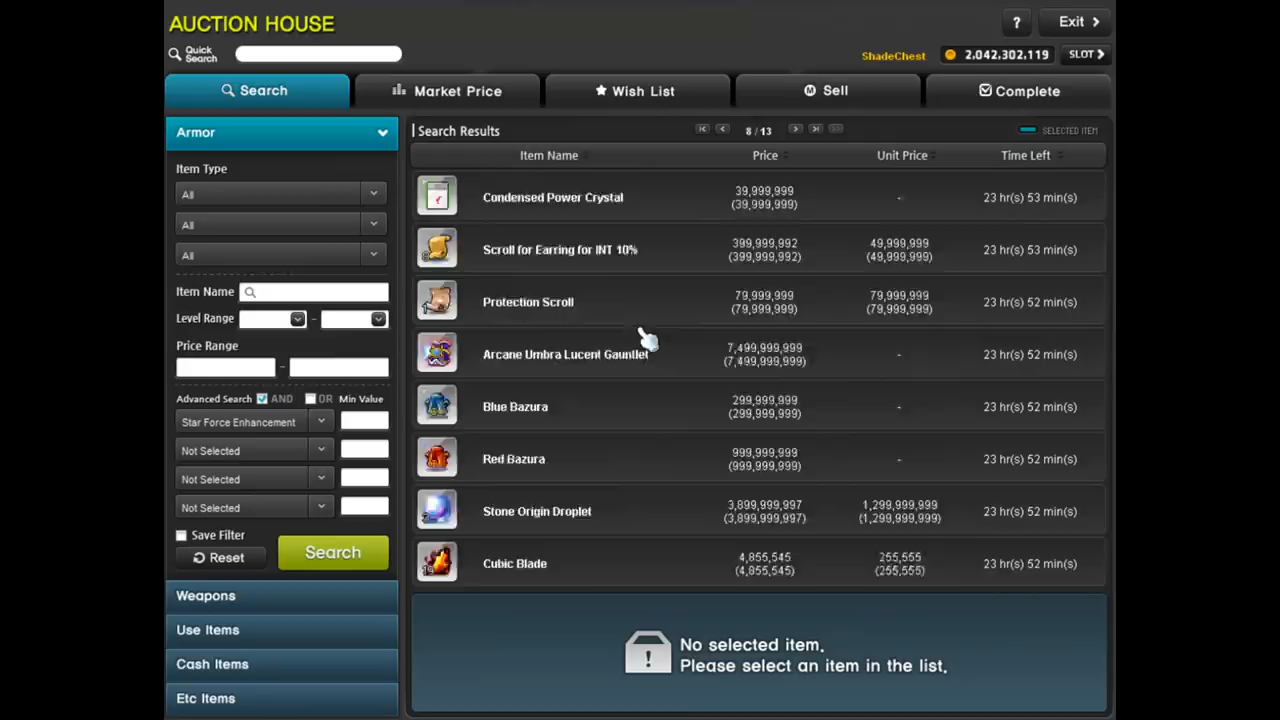 AUCTION HOUSE
?
Exit
Quick
Search
ShadeChest
2,042,302,119
SLOT
Search
Market Price
Wish List
Sell
Complete
Armor
Item Type
All
All
All
Item Name
Level Range
-
Price Range
-
Advanced Search AND OR Min Value
Star Force Enhancement
Not Selected
Not Selected
Not Selected
Save Filter
Reset
Search
Weapons
Use Items
Cash Items
Etc Items
Search Results
8 / 13
SELECTED ITEM
Item Name Price Unit Price Time Left
Condensed Power Crystal
39,999,999
(39,999,999)
-
23 hr(s) 53 min(s)
8
Scroll for Earring for INT 10%
399,999,992
(399,999,992)
49,999,999
(49,999,999)
23 hr(s) 53 min(s)
1
Protection Scroll
79,999,999
(79,999,999)
79,999,999
(79,999,999)
23 hr(s) 52 min(s)
Arcane Umbra Lucent Gauntlet
7,499,999,999
(7,499,999,999)
-
23 hr(s) 52 min(s)
Blue Bazura
299,999,999
(299,999,999)
-
23 hr(s) 52 min(s)
Red Bazura
999,999,999
(999,999,999)
-
23 hr(s) 52 min(s)
Stone Origin Droplet
3,899,999,997
(3,899,999,997)
1,299,999,999
(1,299,999,999)
23 hr(s) 52 min(s)
19
Cubic Blade
4,855,545
(4,855,545)
255,555
(255,555)
23 hr(s) 52 min(s)
!
No selected item.
Please select an item in the list.